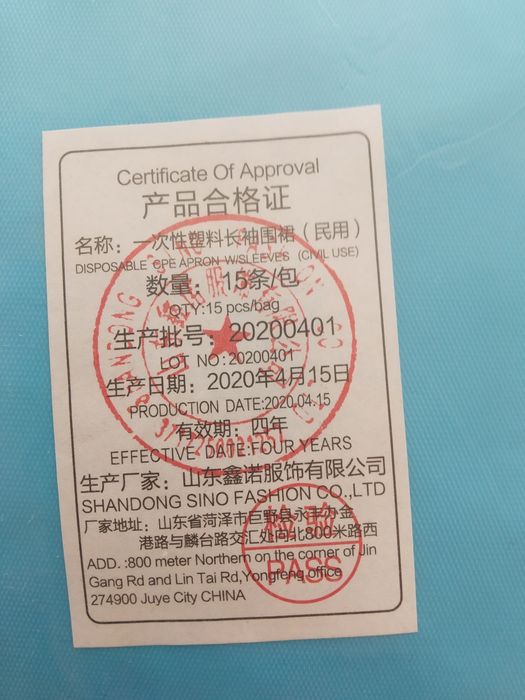 Certificate Of Approval
产品合格证
名称：一次性塑料长袖围裙（民用）
DISPOSABLE CPE APRON W/SLEEVES (CIVIL USE)
数量：15条/包
QTY:15 pcs/bag
生产批号：20200401
LOT NO :20200401
生产日期：2020年4月15日
PRODUCTION DATE:2020.04.15
有效期：四年
EFFECTIVE DATE:FOUR YEARS
生产厂家：山东鑫诺服饰有限公司
SHANDONG SINO FASHION CO.,LTD
厂家地址：山东省菏泽市巨野县永丰办金
港路与麟台路交汇处向北800米路西
ADD. :800 meter Northern on the corner of Jin
Gang Rd and Lin Tai Rd,Yongfeng office
274900 Juye City CHINA
检验
PASS